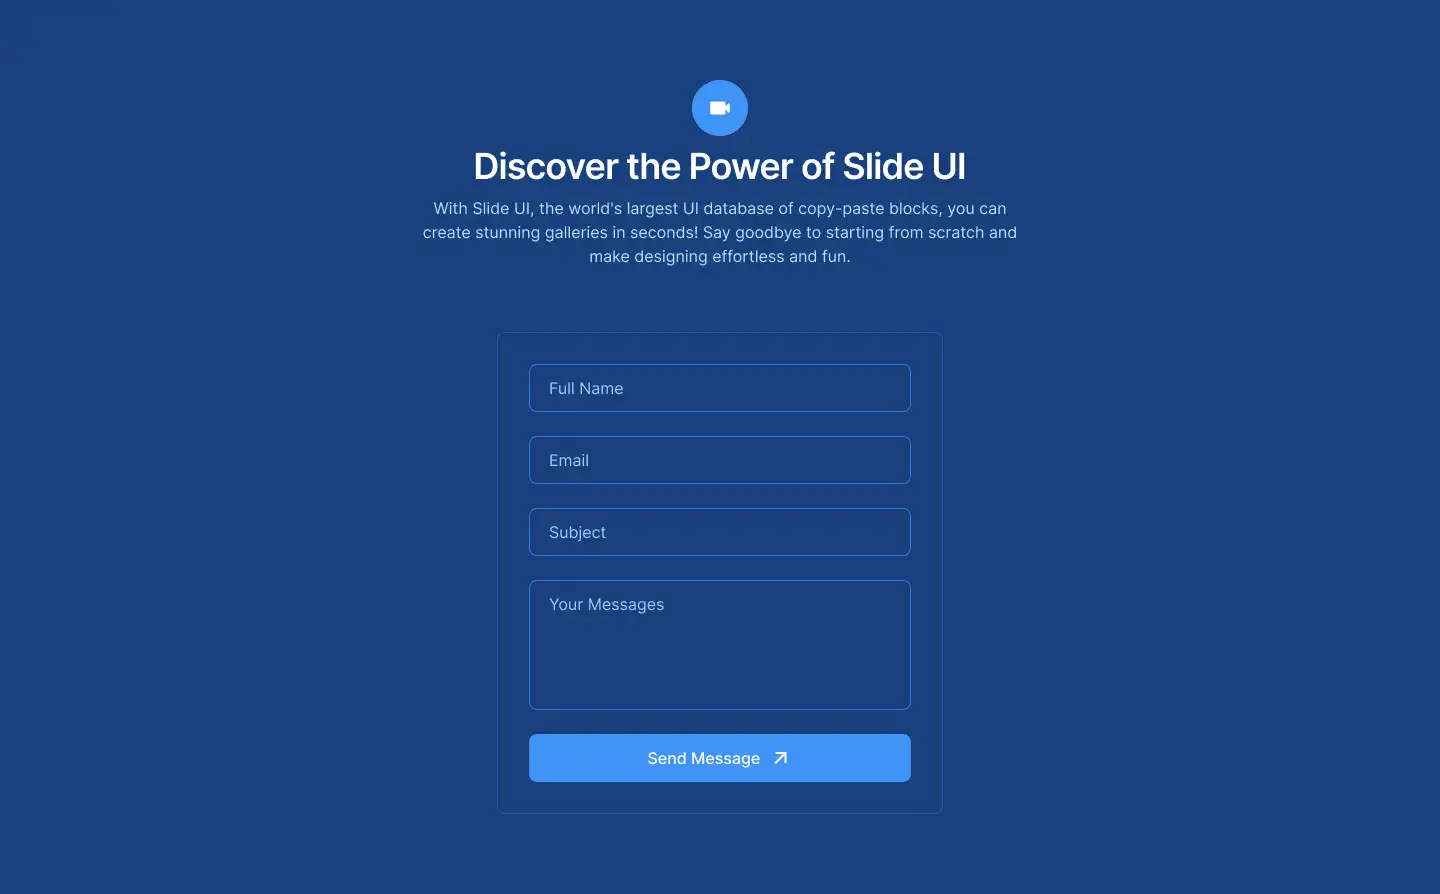 Discover the Power of Slide UI
With Slide UI, the world's largest UI database of copy-paste blocks, you can
create stunning galleries in seconds! Say goodbye to starting from scratch and
make designing effortless and fun.
Full Name
Email
Subject
Your Messages
Send Message